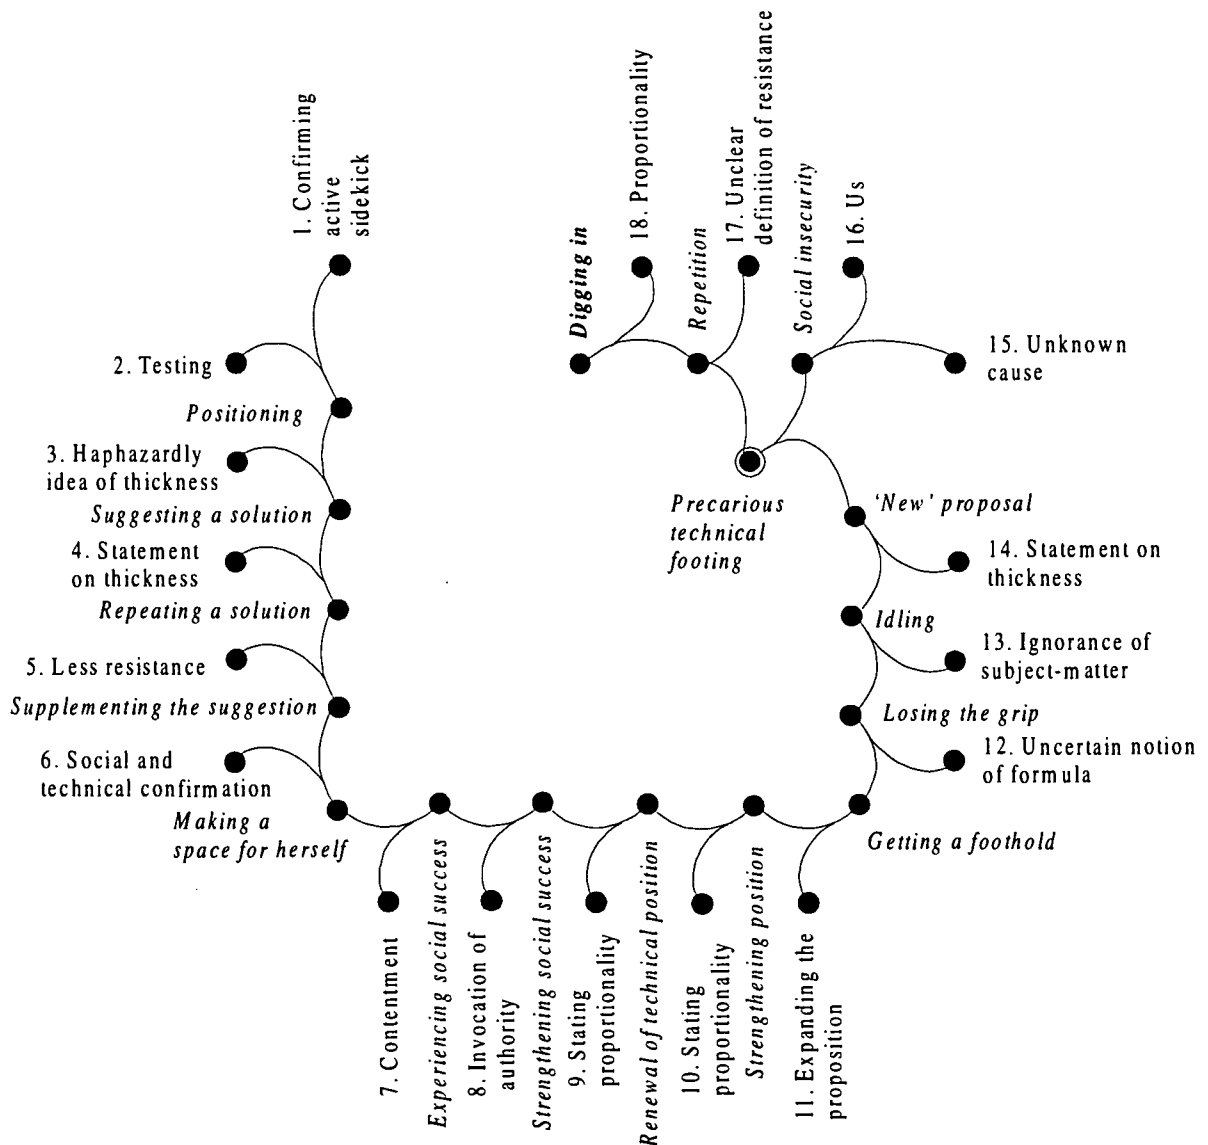 1. Confirming
active
sidekick
2. Testing
Positioning
3. Haphazardly
idea of thickness
Suggesting a solution
4. Statement
on thickness
Repeating a solution
5. Less resistance
Supplementing the suggestion
6. Social and
technical confirmation
Making a
space for herself
7. Contentment
Experiencing social success
8. Invocation of
authority
Strengthening social success
9. Stating
proportionality
Renewal of technical position
10. Stating
proportionality
Strengthening position
11. Expanding the
proposition
Getting a foothold
12. Uncertain notion
of formula
Losing the grip
13. Ignorance of
subject-matter
Idling
14. Statement on
thickness
'New' proposal
15. Unknown
cause
16. Us
Social insecurity
Precarious
technical
footing
17. Unclear
definition of resistance
Repetition
18. Proportionality
Digging in